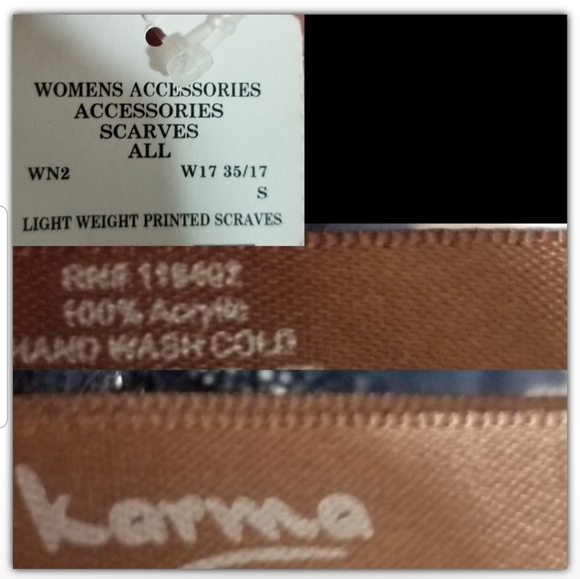 WOMENS ACCESSORIES
ACCESSORIES
SCARVES
ALL
WN2 W17 35/17
S
LIGHT WEIGHT PRINTED SCRAVES
100% Acrylic
HAND WASH COLD
karma